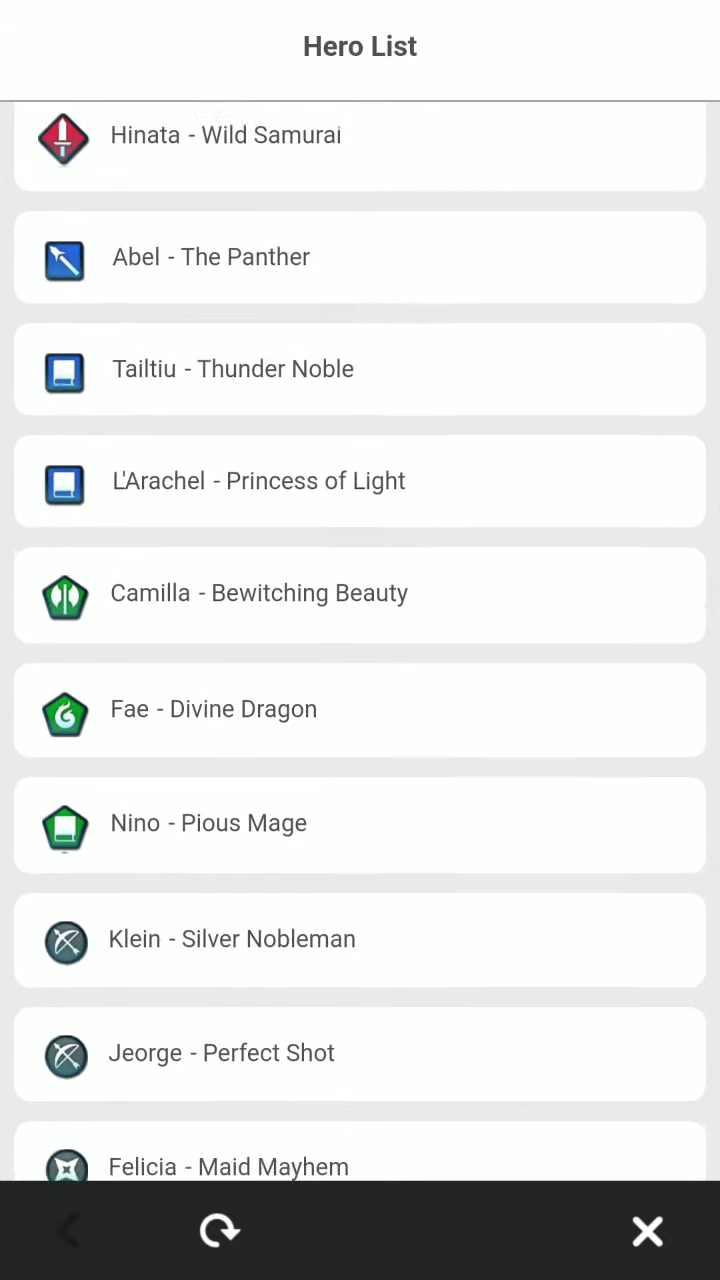 Hero List
Hinata - Wild Samurai
Abel - The Panther
Tailtiu - Thunder Noble
L'Arachel - Princess of Light
Camilla - Bewitching Beauty
Fae - Divine Dragon
Nino - Pious Mage
Klein - Silver Nobleman
Jeorge - Perfect Shot
Felicia - Maid Mayhem